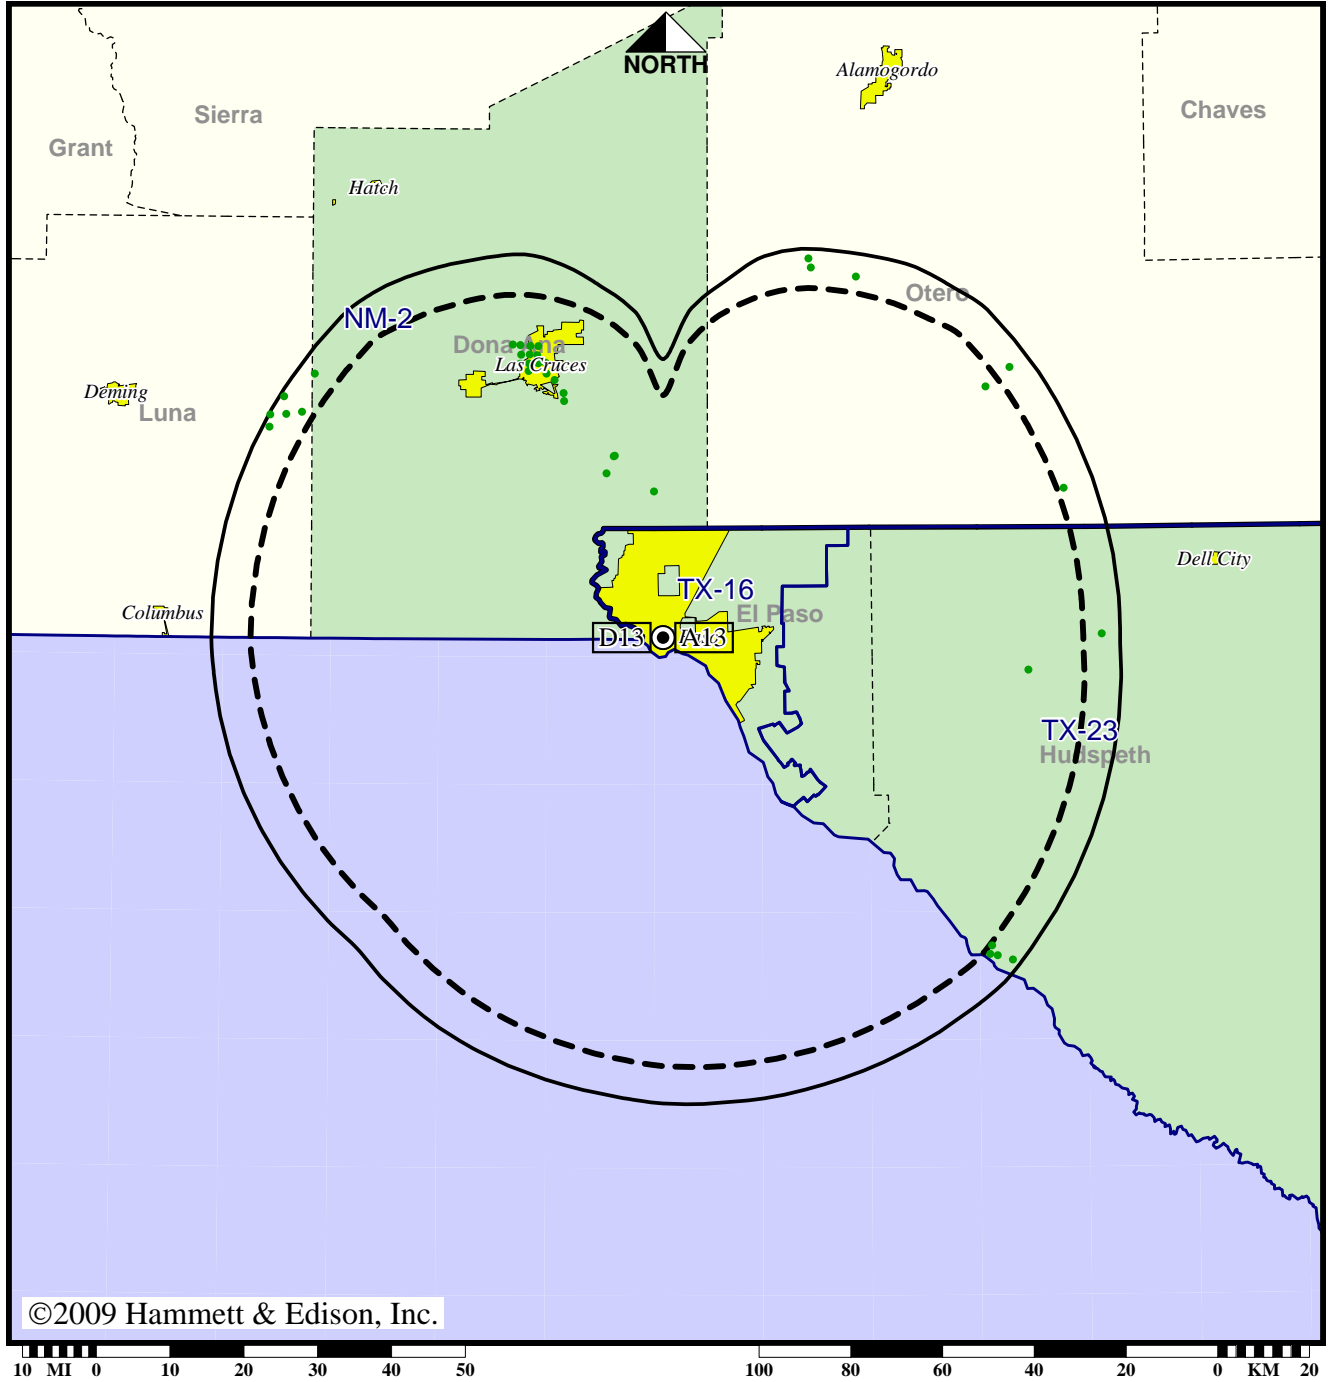 NORTH
Alamogordo
Chaves
Sierra
Grant
Hatch
Otero
NM-2
Dona Ana
Las Cruces
Deming
Luna
Dell City
TX-16
El Paso
Columbus
D13
A13
TX-23
Hudspeth
©2009 Hammett & Edison, Inc.
10 MI 0 10 20 30 40 50 100 80 60 40 20 0 KM 20